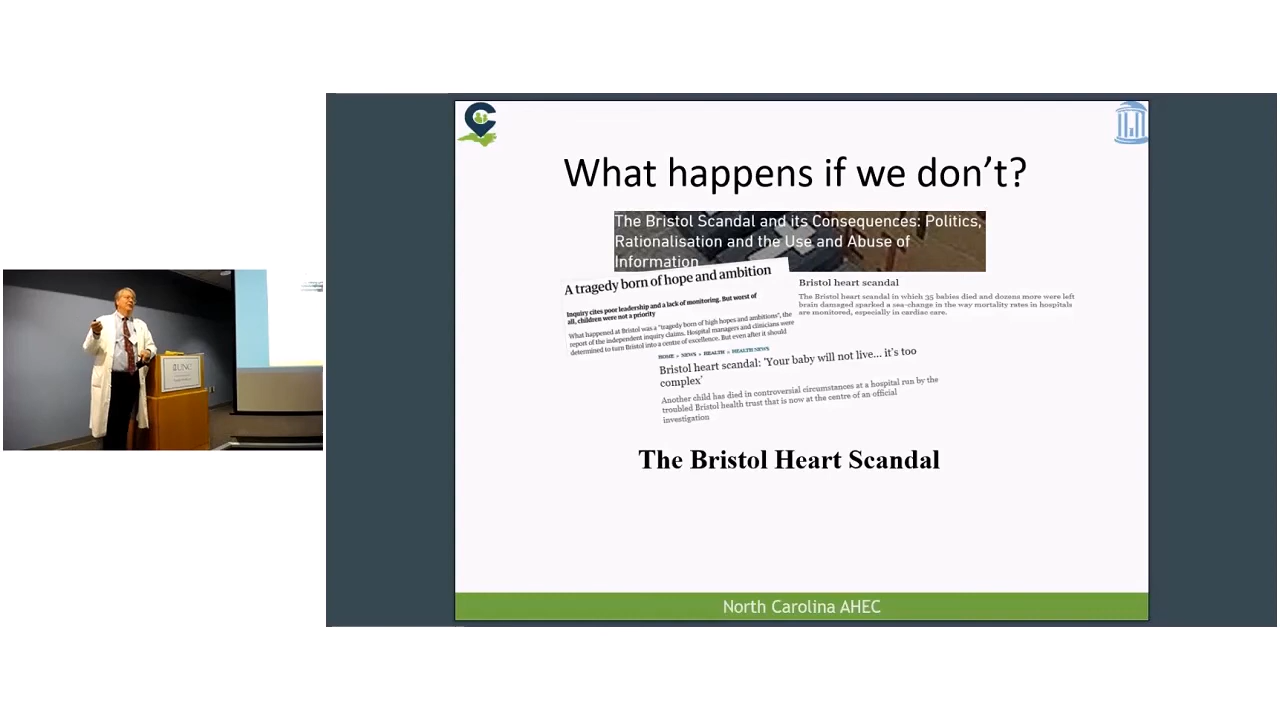 What happens if we don't?
The Bristol Scandal and its Consequences: Politics,
Rationalisation and the Use and Abuse of
Information
A tragedy born of hope and ambition
Inquiry cites poor leadership and a lack of monitoring. But worst of
all, children were not a priority
What happened at Bristol was a "tragedy born of high hopes and ambitions", the
report of the independent inquiry claims. Hospital managers and clinicians were
determined to turn Bristol into a centre of excellence. But even after it should
Bristol heart scandal
The Bristol heart scandal in which 35 babies died and dozens more were left
brain damaged sparked a sea-change in the way mortality rates in hospitals
are monitored, especially in cardiac care.
HOME » NEWS » HEALTH » HEALTH NEWS
Bristol heart scandal: 'Your baby will not live... it's too
complex'
Another child has died in controversial circumstances at a hospital run by the
troubled Bristol health trust that is now at the centre of an official
investigation
The Bristol Heart Scandal
North Carolina AHEC
UNC